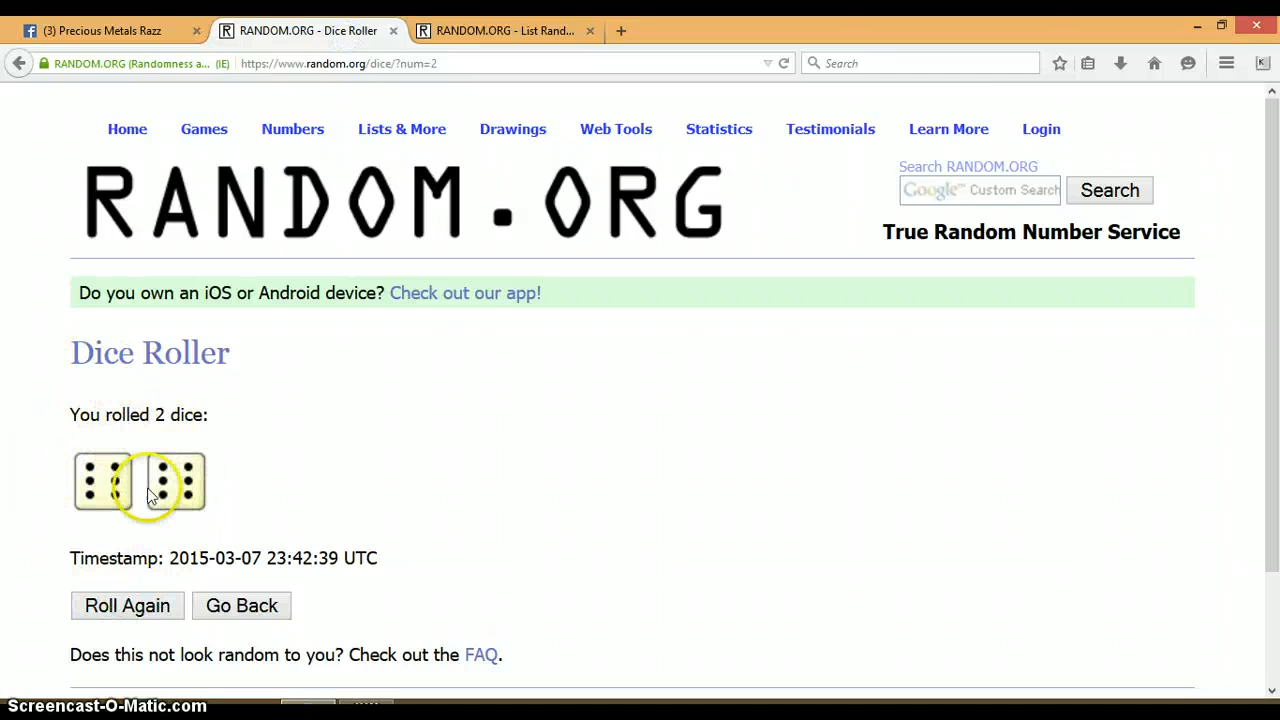 (3) Precious Metals Razz
RANDOM.ORG - Dice Roller
RANDOM.ORG - List Rand...
RANDOM.ORG (Randomness a... (IE)
https://www.random.org/dice/?num=2
Search
Home Games Numbers Lists & More Drawings Web Tools Statistics Testimonials Learn More Login
RANDOM.ORG
Search RANDOM.ORG
Google™ Custom Search
Search
True Random Number Service
Do you own an iOS or Android device? Check out our app!
Dice Roller
You rolled 2 dice:
Timestamp: 2015-03-07 23:42:39 UTC
Roll Again Go Back
Does this not look random to you? Check out the FAQ.
Screencast-O-Matic.com